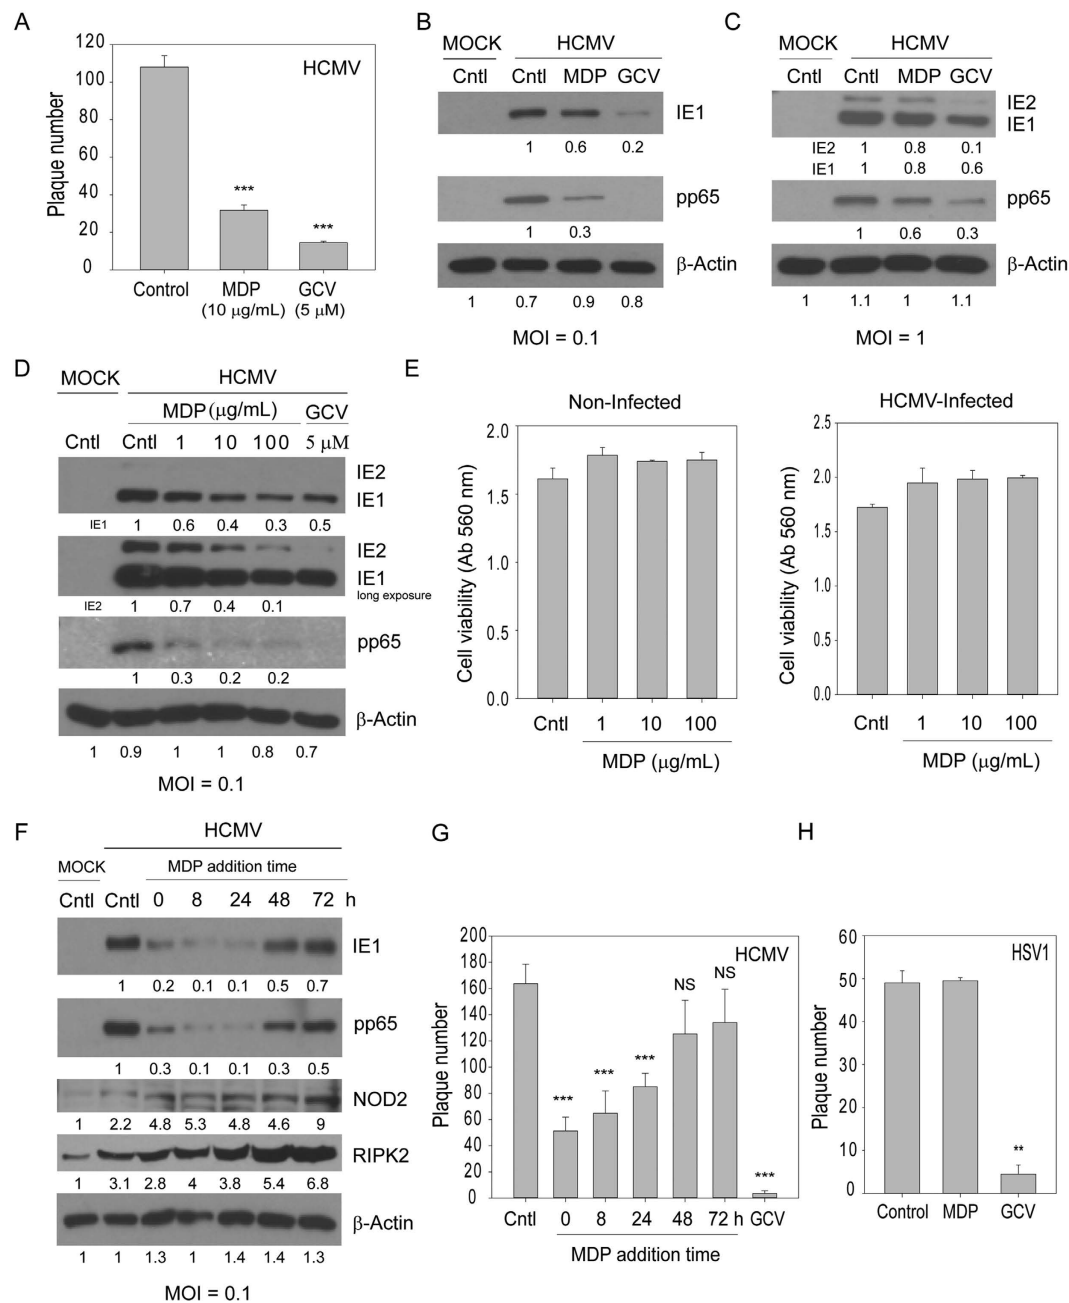 A
120
100
80
60
40
20
0
Plaque number
HCMV
***
***
Control MDP GCV
(10 μg/mL) (5 μM)
B
MOCK HCMV
Cntl Cntl MDP GCV
IE1
1 0.6 0.2
pp65
1 0.3
β-Actin
1 0.7 0.9 0.8
MOI = 0.1
C
MOCK HCMV
Cntl Cntl MDP GCV
IE2
IE1
IE2 1 0.8 0.1
IE1 1 0.8 0.6
pp65
1 0.6 0.3
β-Actin
1 1.1 1 1.1
MOI = 1
D
MOCK HCMV
MDP (μg/mL) GCV
Cntl Cntl 1 10 100 5 μM
IE2
IE1
IE1 1 0.6 0.4 0.3 0.5
IE2
IE1
long exposure
IE2 1 0.7 0.4 0.1
pp65
1 0.3 0.2 0.2
β-Actin
1 0.9 1 1 0.8 0.7
MOI = 0.1
E
Non-Infected
2.0
1.5
1.0
0.5
0.0
Cell viability (Ab 560 nm)
Cntl 1 10 100
MDP (μg/mL)
HCMV-Infected
2.5
2.0
1.5
1.0
0.5
0.0
Cell viability (Ab 560 nm)
Cntl 1 10 100
MDP (μg/mL)
F
HCMV
MOCK MDP addition time
Cntl Cntl 0 8 24 48 72 h
IE1
1 0.2 0.1 0.1 0.5 0.7
pp65
1 0.3 0.1 0.1 0.3 0.5
NOD2
1 2.2 4.8 5.3 4.8 4.6 9
RIPK2
1 3.1 2.8 4 3.8 5.4 6.8
β-Actin
1 1 1.3 1 1.4 1.4 1.3
MOI = 0.1
G
200
180
160
140
120
100
80
60
40
20
0
Plaque number
HCMV
NS NS
***
***
***
***
Cntl 0 8 24 48 72 h GCV
MDP addition time
H
60
50
40
30
20
10
0
Plaque number
HSV1
**
Control MDP GCV